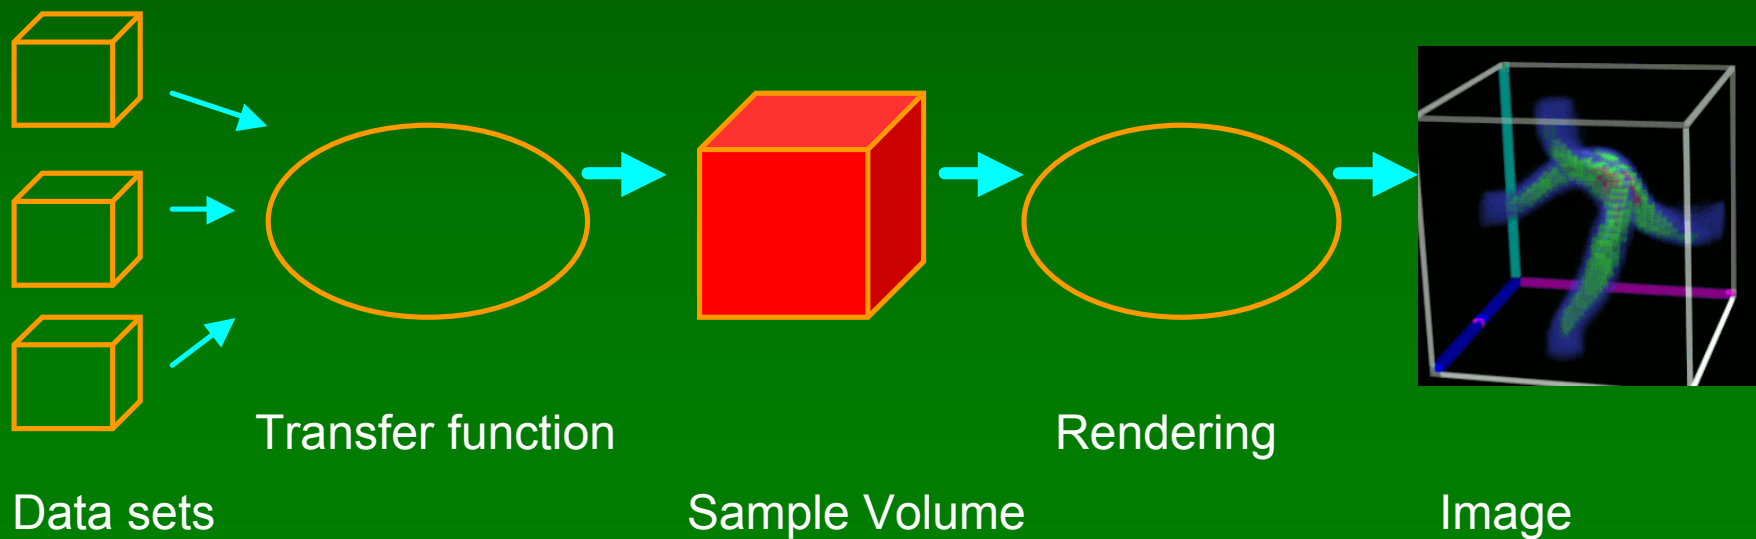 Transfer function
Rendering
Data sets
Sample Volume
Image